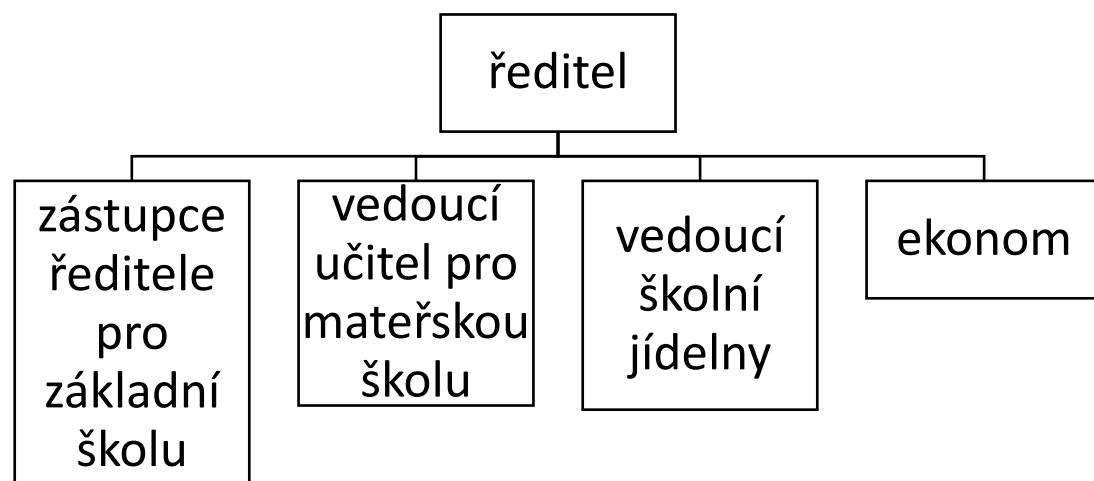 ředitel
zástupce
ředitele
pro
základní
školu
vedoucí
učitel pro
mateřskou
školu
vedoucí
školní
jídelny
ekonom